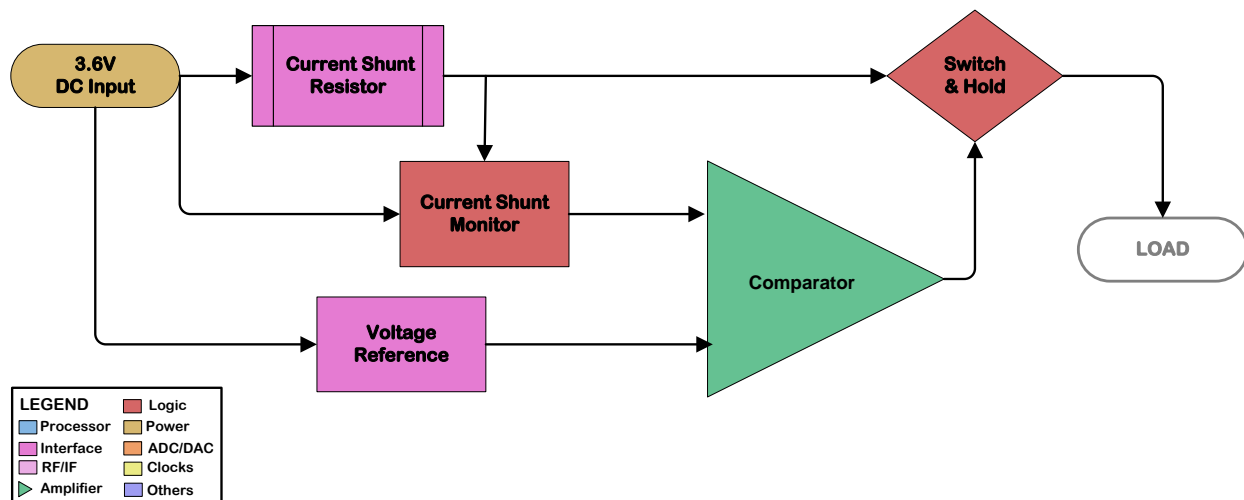 3.6V
DC Input
Current Shunt
Resistor
Switch
& Hold
Current Shunt
Monitor
LOAD
Comparator
Voltage
Reference
LEGEND
Logic
Processor
Power
Interface
ADC/DAC
RF/IF
Clocks
Amplifier
Others